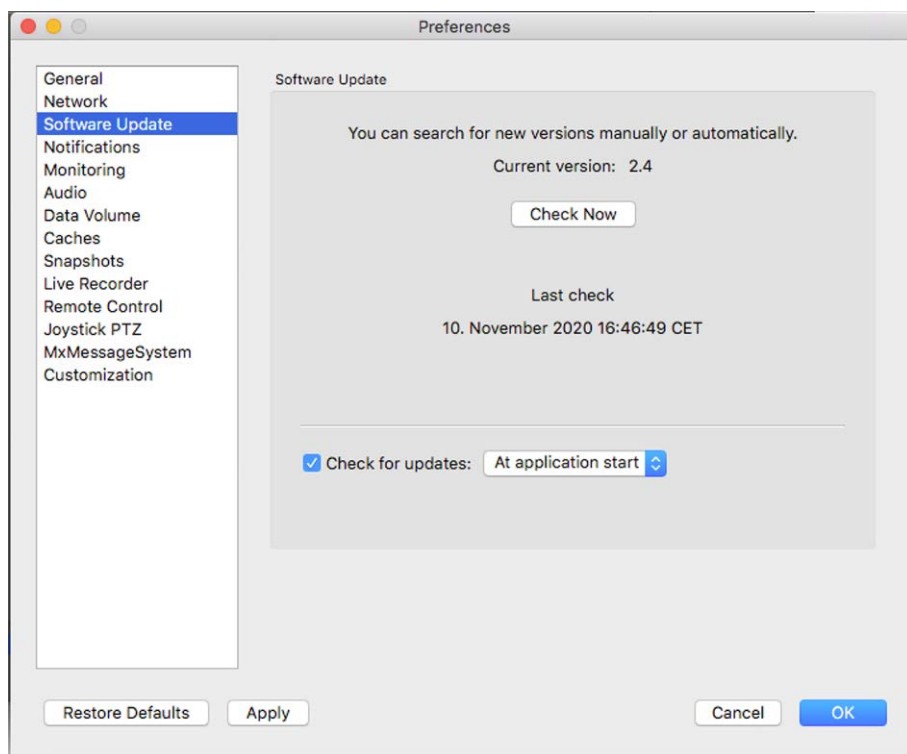 Preferences
General
Network
Software Update
Notifications
Monitoring
Audio
Data Volume
Caches
Snapshots
Live Recorder
Remote Control
Joystick PTZ
MxMessageSystem
Customization
Software Update
You can search for new versions manually or automatically.
Current version: 2.4
Check Now
Last check
10. November 2020 16:46:49 CET
Check for updates: At application start
Restore Defaults Apply Cancel OK